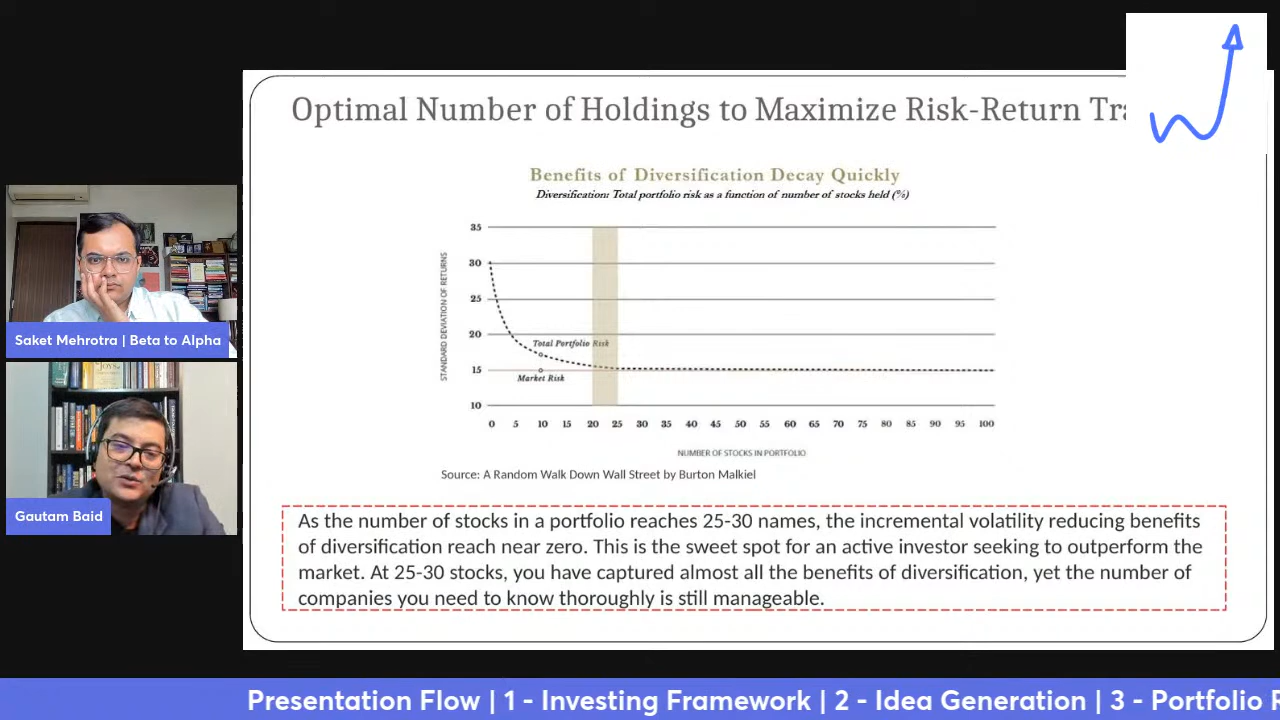 Optimal Number of Holdings to Maximize Risk-Return
Benefits of Diversification Decay Quickly
Diversification: Total portfolio risk as a function of number of stocks held (%)
35
30
25
20
15
10
STANDARD DEVIATION OF RETURNS
Total Portfolio Risk
Market Risk
0 5 10 15 20 25 30 35 40 45 50 55 60 65 70 75 80 85 90 95 100
NUMBER OF STOCKS IN PORTFOLIO
Source: A Random Walk Down Wall Street by Burton Malkiel
As the number of stocks in a portfolio reaches 25-30 names, the incremental volatility reducing benefits
of diversification reach near zero. This is the sweet spot for an active investor seeking to outperform the
market. At 25-30 stocks, you have captured almost all the benefits of diversification, yet the number of
companies you need to know thoroughly is still manageable.
Saket Mehrotra | Beta to Alpha
Gautam Baid
Presentation Flow | 1 - Investing Framework | 2 - Idea Generation | 3 - Portfolio